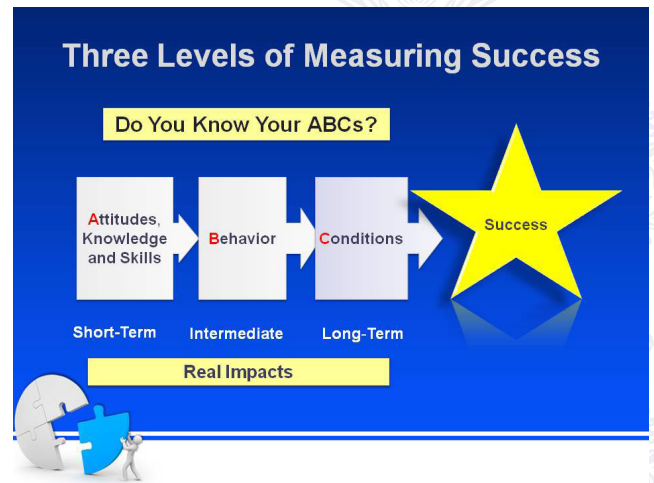 Three Levels of Measuring Success
Do You Know Your ABCs?
Attitudes,
Knowledge
and Skills
Behavior
Conditions
Success
Short-Term
Intermediate
Long-Term
Real Impacts